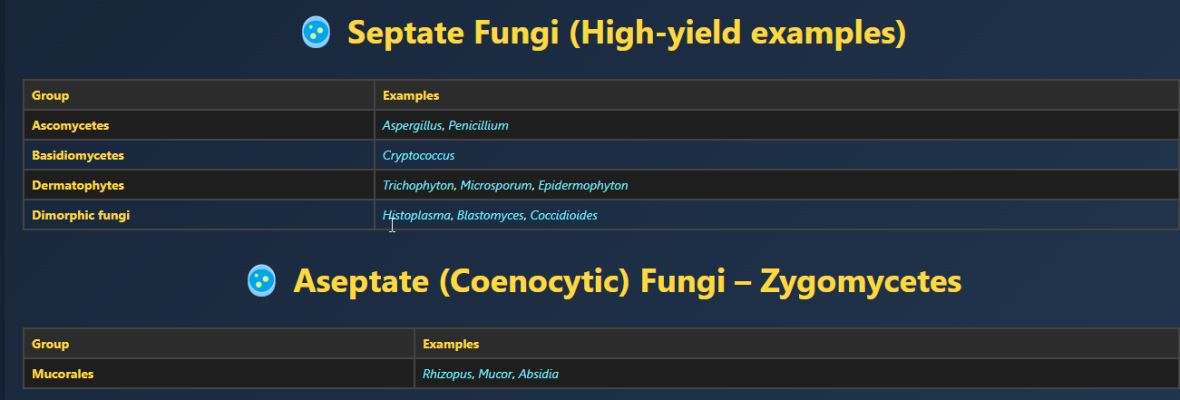 Septate Fungi (High-yield examples)
Group Examples
Ascomycetes Aspergillus, Penicillium
Basidiomycetes Cryptococcus
Dermatophytes Trichophyton, Microsporum, Epidermophyton
Dimorphic fungi Histoplasma, Blastomyces, Coccidioides
Aseptate (Coenocytic) Fungi – Zygomycetes
Group Examples
Mucorales Rhizopus, Mucor, Absidia